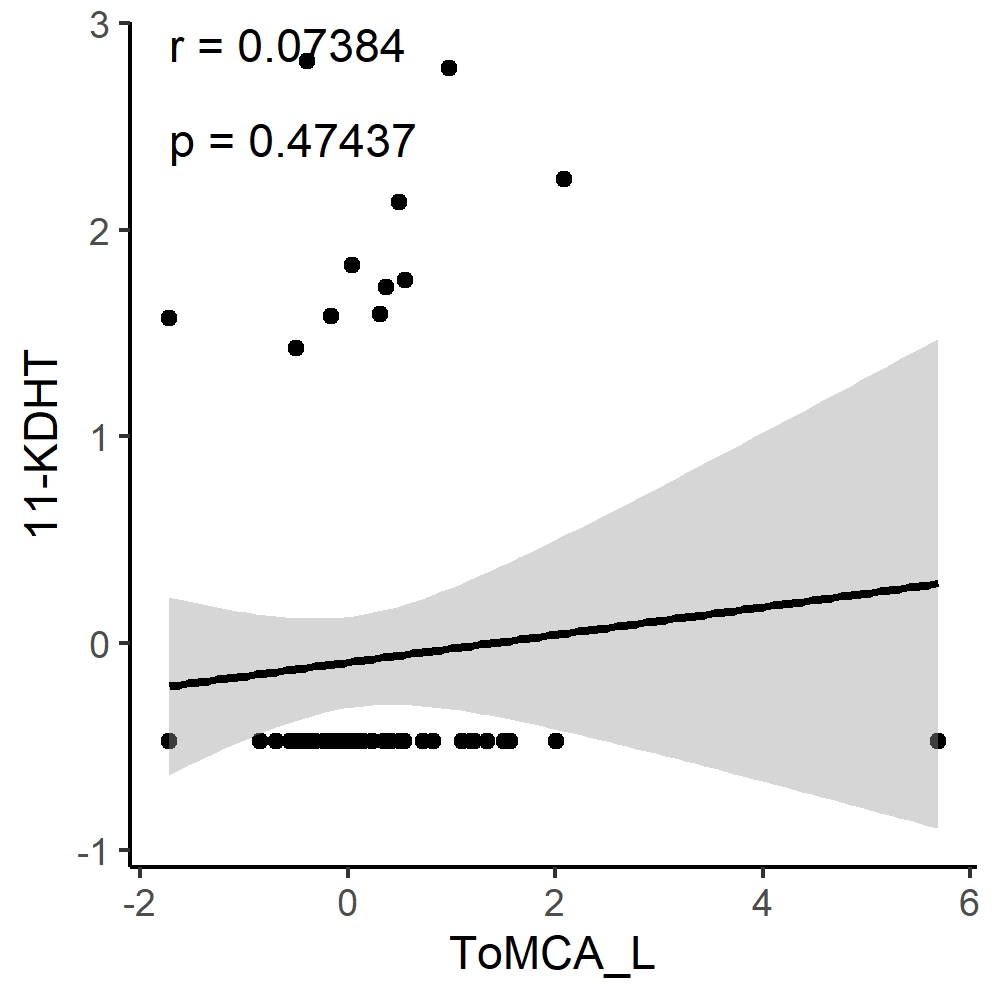 r = 0.07384
p = 0.47437
3
2
1
0
-1
11-KDHT
-2 0 2 4 6
ToMCA_L